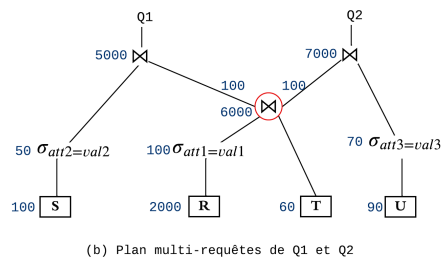 Q1 Q2
5000 ⋈ 7000 ⋈
100 100
6000 ⋈
50 σatt2=val2 100 σatt1=val1 70 σatt3=val3
100 S 2000 R 60 T 90 U
(b) Plan multi-requêtes de Q1 et Q2